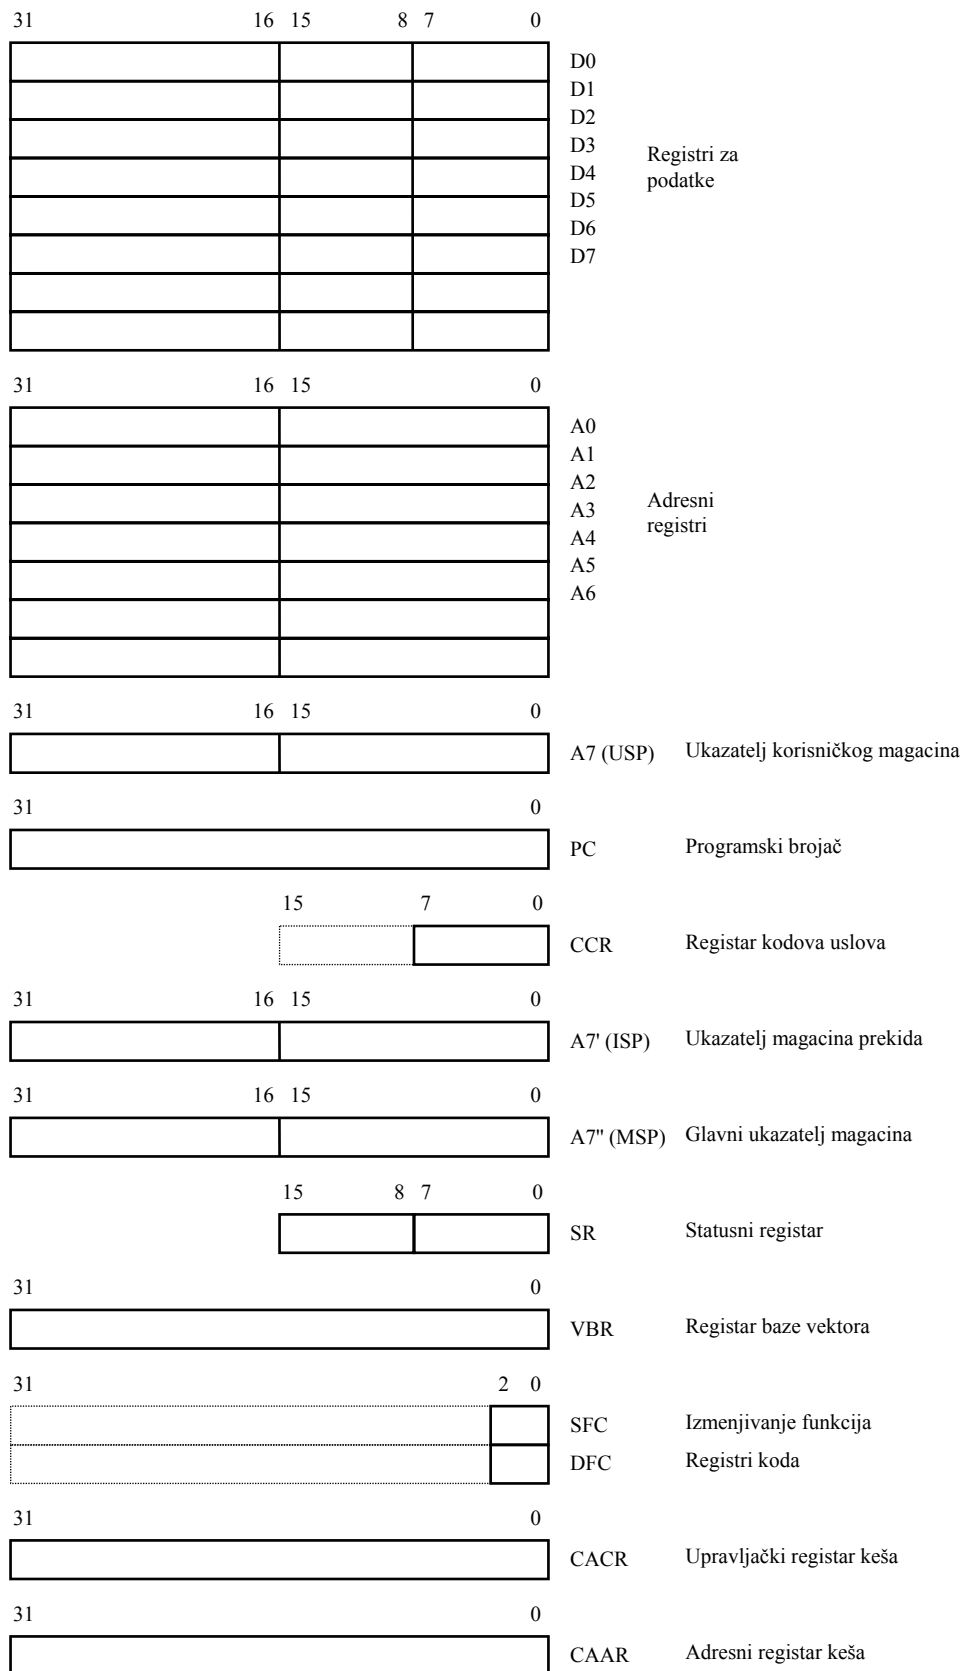 31 16 15 8 7 0
D0
D1
D2
D3
D4
D5
D6
D7
Registri za
podatke
31 16 15 0
A0
A1
A2
A3
A4
A5
A6
Adresni
registri
31 16 15 0
A7 (USP) Ukazatelj korisničkog magacina
31 0
PC Programski brojač
15 7 0
CCR Registar kodova uslova
31 16 15 0
A7' (ISP) Ukazatelj magacina prekida
31 16 15 0
A7" (MSP) Glavni ukazatelj magacina
15 8 7 0
SR Statusni registar
31 0
VBR Registar baze vektora
31 2 0
SFC Izmenjivanje funkcija
DFC Registri koda
31 0
CACR Upravljački registar keša
31 0
CAAR Adresni registar keša